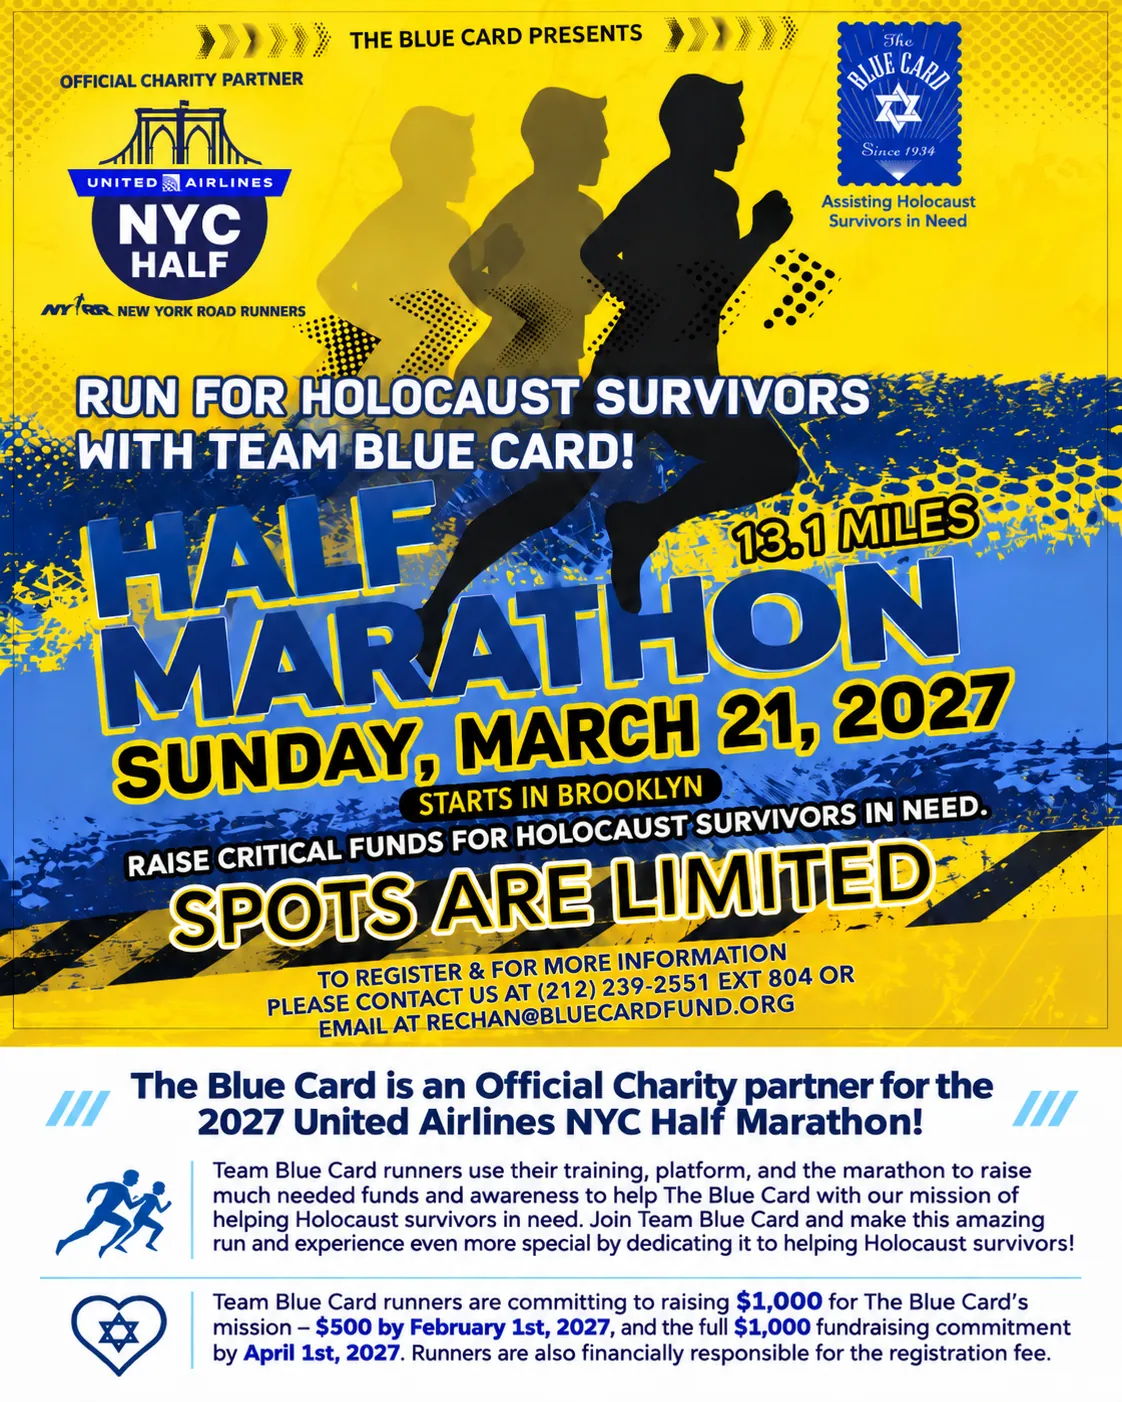 THE BLUE CARD PRESENTS
OFFICIAL CHARITY PARTNER
UNITED AIRLINES
NYC
HALF
NYRR NEW YORK ROAD RUNNERS
The
BLUE CARD
Since 1934
Assisting Holocaust
Survivors in Need
RUN FOR HOLOCAUST SURVIVORS
WITH TEAM BLUE CARD!
HALF
13.1 MILES
MARATHON
SUNDAY, MARCH 21, 2027
STARTS IN BROOKLYN
RAISE CRITICAL FUNDS FOR HOLOCAUST SURVIVORS IN NEED.
SPOTS ARE LIMITED
TO REGISTER & FOR MORE INFORMATION
PLEASE CONTACT US AT (212) 239-2551 EXT 804 OR
EMAIL AT RECHAN@BLUECARDFUND.ORG
The Blue Card is an Official Charity partner for the
2027 United Airlines NYC Half Marathon!
Team Blue Card runners use their training, platform, and the marathon to raise
much needed funds and awareness to help The Blue Card with our mission of
helping Holocaust survivors in need. Join Team Blue Card and make this amazing
run and experience even more special by dedicating it to helping Holocaust survivors!
Team Blue Card runners are committing to raising $1,000 for The Blue Card's
mission – $500 by February 1st, 2027, and the full $1,000 fundraising commitment
by April 1st, 2027. Runners are also financially responsible for the registration fee.